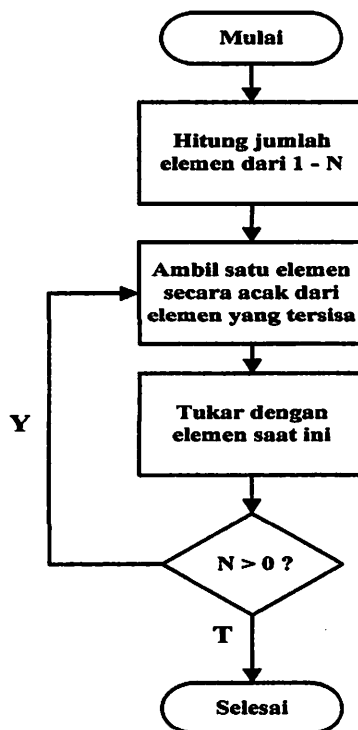 Mulai
Hitung jumlah
elemen dari 1 - N
Ambil satu elemen
secara acak dari
elemen yang tersisa
Tukar dengan
elemen saat ini
Y
N > 0 ?
T
Selesai